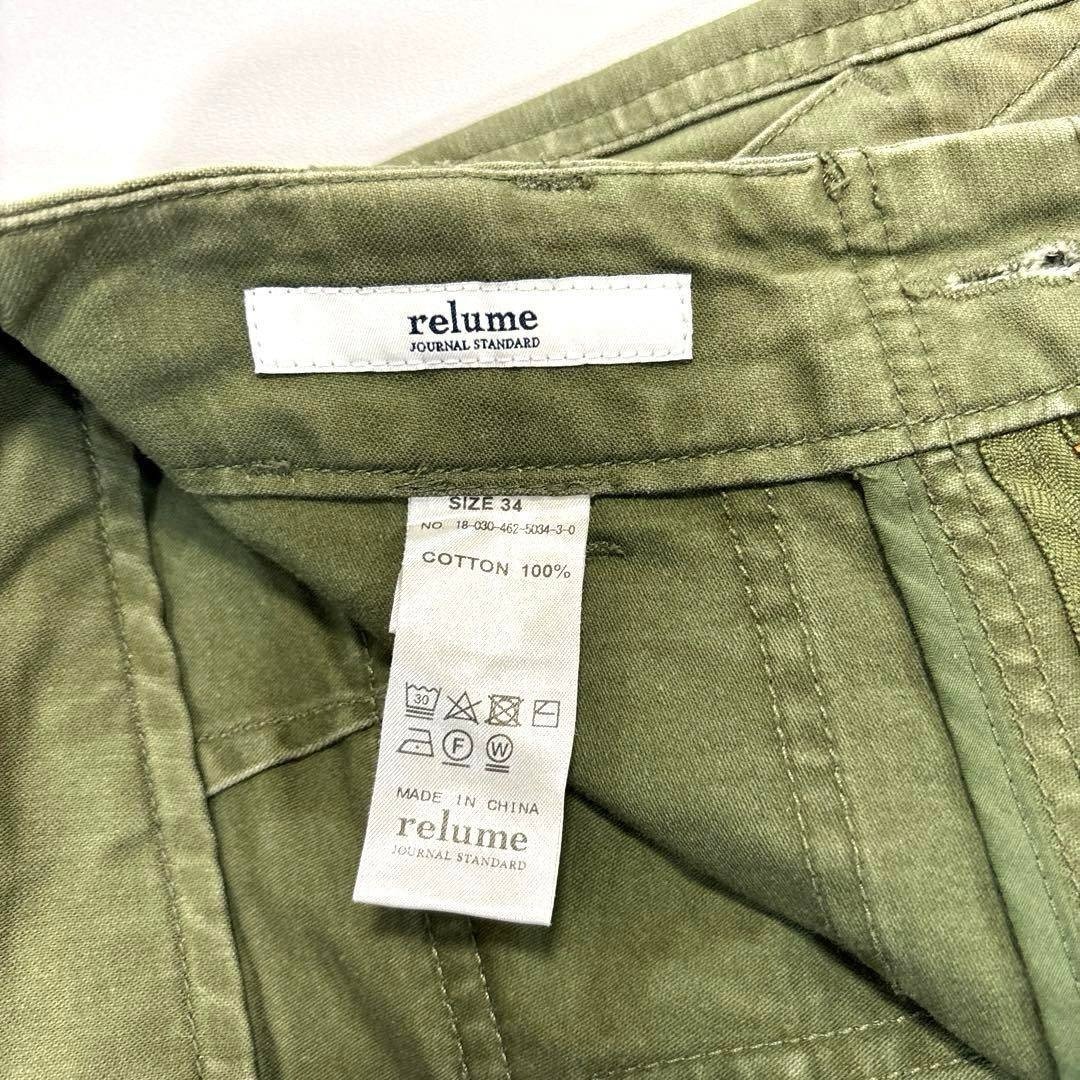 relume
JOURNAL STANDARD
SIZE 34
NO 18-030-462-5034-3-0
COTTON 100%
30
F W
MADE IN CHINA
relume
JOURNAL STANDARD